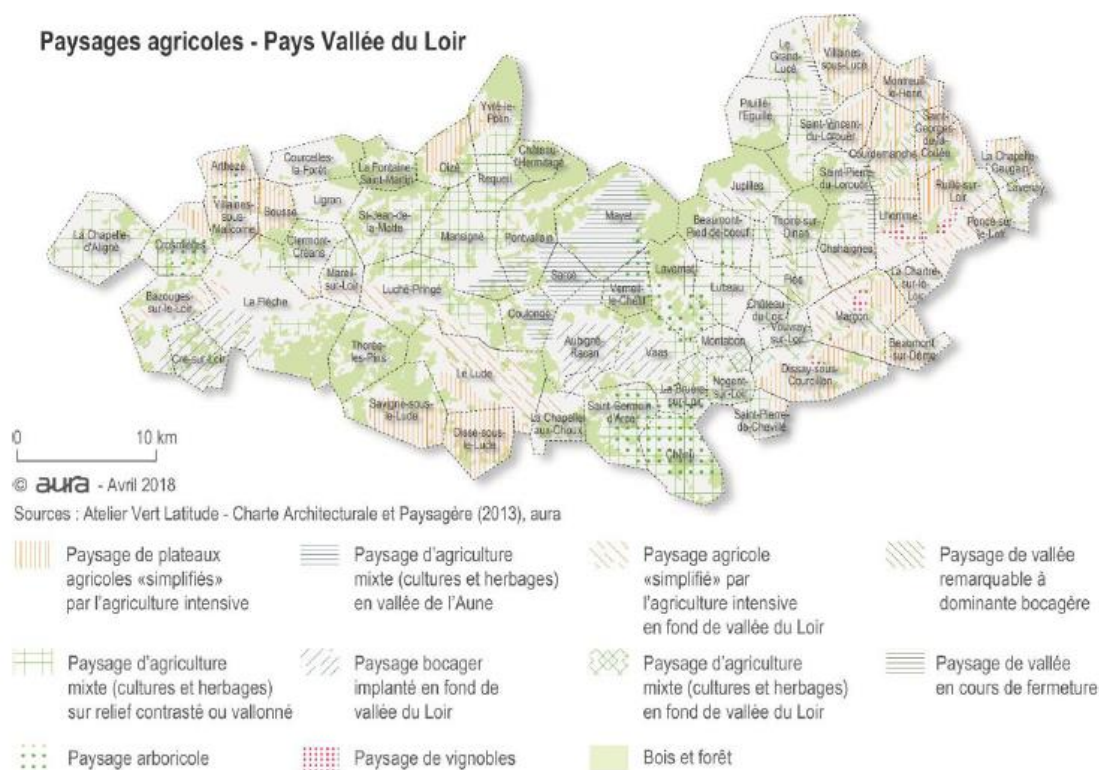 Paysages agricoles - Pays Vallée du Loir
Le
Grand-
Lucé
Villaines-
sous-Lucé
Montreuil-
le-Henri
Yvré-le-
Pôlin
Pruillé-
l'Eguillé
Saint-Vincent-
du-Lorouër
Saint-
Georges-
de-la-
Couée
Arthezé
Courcelles-
la-Forêt
La Fontaine-
Saint-Martin
Oizé
Château-
l'Hermitage
Requeil
Courdemanche
La Chapelle-
Gaugain
Saint-Pierre-
du-Lorouër
Ligron
Jupilles
Ruillé-sur-
Loir
Villaines-
sous-
Malicorne
Bousse
St-Jean-de-
la-Motte
Mayet
Beaumont-
Pied-de-boeuf
Thoiré-sur-
Dinan
Lhomme
Poncé-sur-
le-Loir
La Chapelle-
d'Aligné
Crosmières
Clermont-
Créans
Mansigné
Pontvallain
Chahaignes
Mareil-
sur-Loir
Sarcé
Lavernat
La Chartre-sur-
le-Loir
Bazouges-
sur-le-Loir
La Flèche
Luché-Pringé
Verneil-
le-Chétif
Luceau
Flée
Coulongé
Château-
du-Loir
Vouvray-
sur-Loir
Marçon
Cré-sur-Loir
Thorée-
les-Pins
Aubigné-
Racan
Vaas
Montabon
Beaumont-
sur-Dême
Le Lude
Nogent-
sur-Loir
Dissay-sous-
Courcillon
La Bruère-
sur-Loir
Savigné-sous-
le-Lude
Saint-Germain
d'Arcé
Saint-Pierre-
de-Chevillé
La Chapelle-
aux-Choux
Dissé-sous-
le-Lude
0 10 km
© aura - Avril 2018
Sources : Atelier Vert Latitude - Charte Architecturale et Paysagère (2013), aura
Paysage de plateaux
agricoles «simplifiés»
par l'agriculture intensive
Paysage d'agriculture
mixte (cultures et herbages)
en vallée de l'Aune
Paysage agricole
«simplifié» par
l'agriculture intensive
en fond de vallée du Loir
Paysage de vallée
remarquable à
dominante bocagère
Paysage d'agriculture
mixte (cultures et herbages)
sur relief contrasté ou vallonné
Paysage bocager
implanté en fond de
vallée du Loir
Paysage d'agriculture
mixte (cultures et herbages)
en fond de vallée du Loir
Paysage de vallée
en cours de fermeture
Paysage arboricole
Paysage de vignobles
Bois et forêt